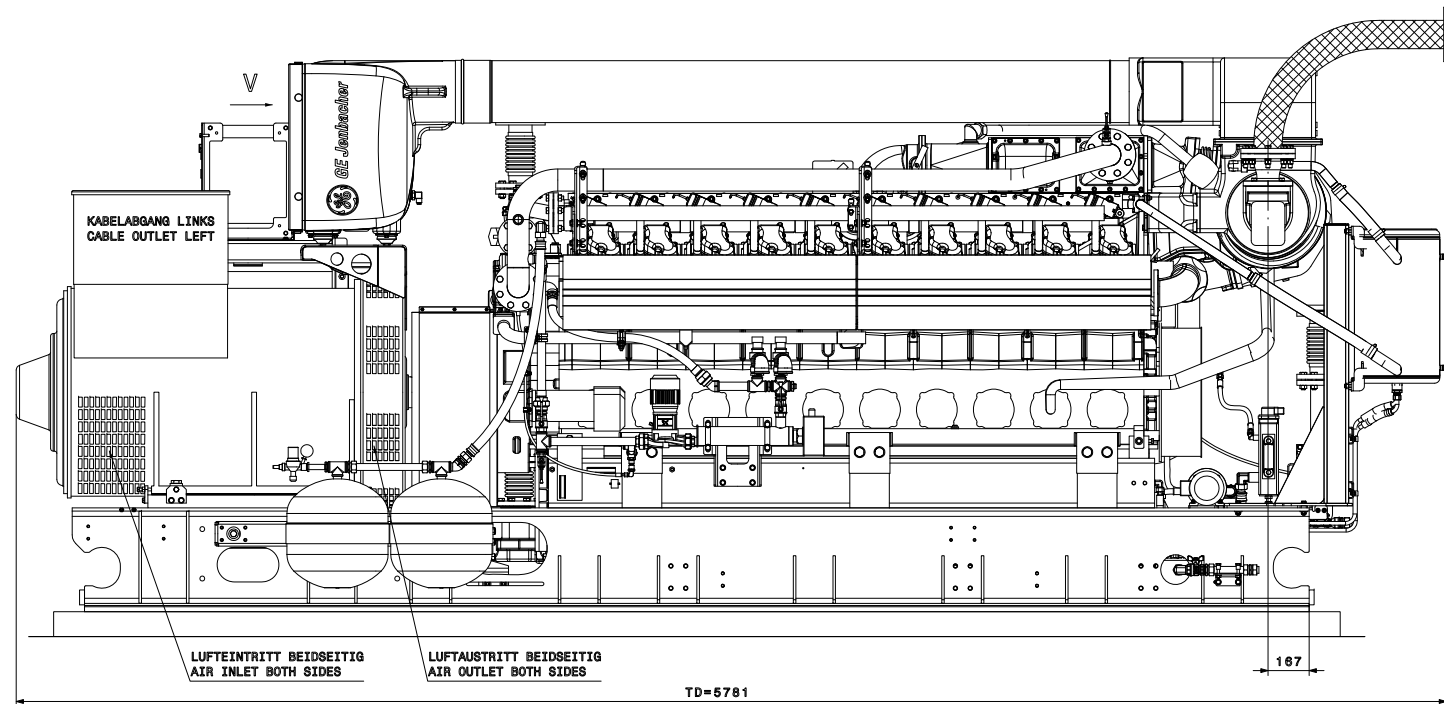 V
GE Jenbacher
KABELABGANG LINKS
CABLE OUTLET LEFT
LUFTEINTRITT BEIDSEITIG
AIR INLET BOTH SIDES
LUFTAUSTRITT BEIDSEITIG
AIR OUTLET BOTH SIDES
167
TD=5781